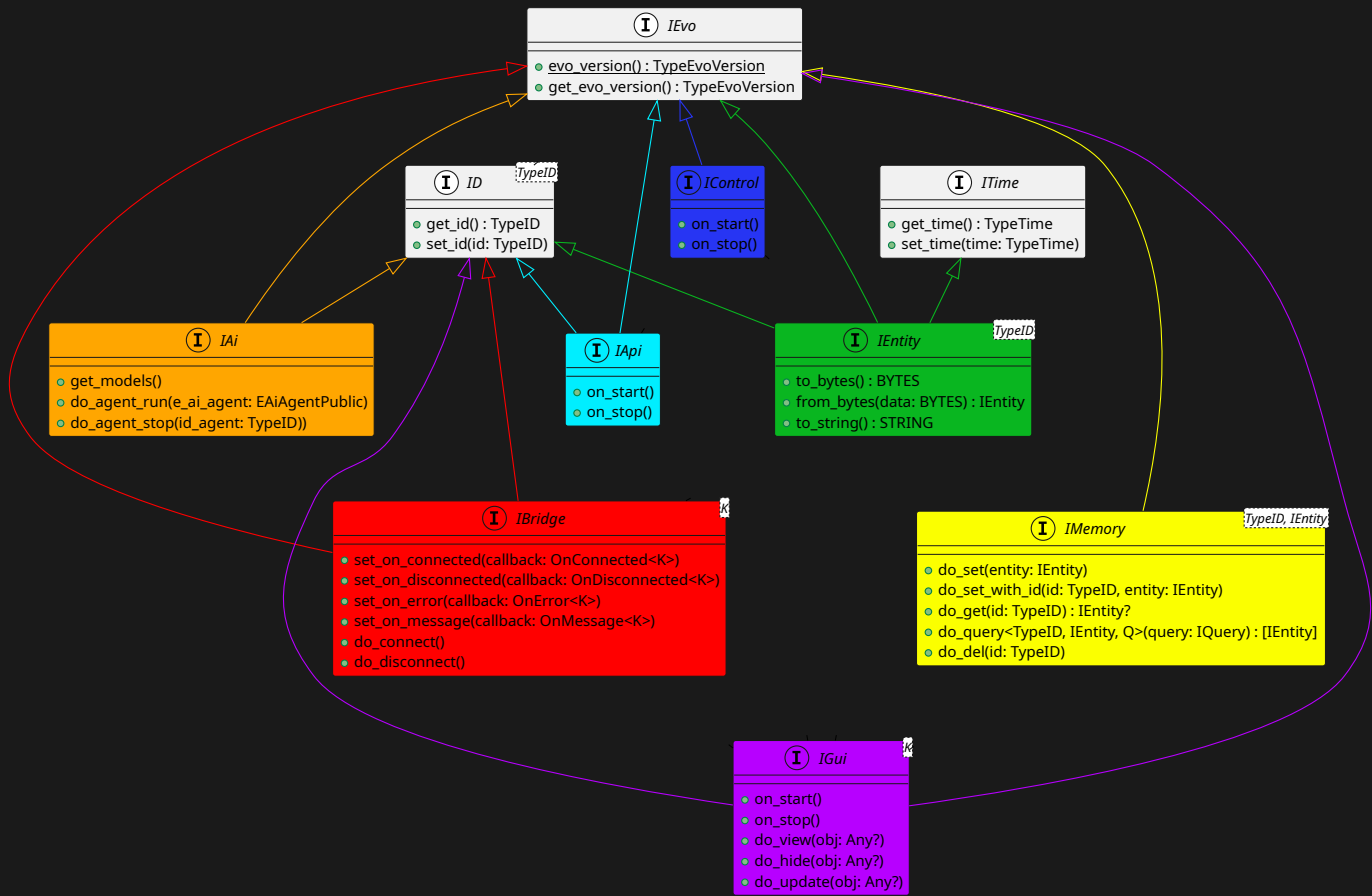 I IEvo
evo_version() : TypeEvoVersion
get_evo_version() : TypeEvoVersion
I ID
TypeID
get_id() : TypeID
set_id(id: TypeID)
I IControl
on_start()
on_stop()
I ITime
get_time() : TypeTime
set_time(time: TypeTime)
I IAi
get_models()
do_agent_run(e_ai_agent: EAiAgentPublic)
do_agent_stop(id_agent: TypeID))
I IApi
on_start()
on_stop()
I IEntity
TypeID
to_bytes() : BYTES
from_bytes(data: BYTES) : IEntity
to_string() : STRING
I IBridge
K
set_on_connected(callback: OnConnected<K>)
set_on_disconnected(callback: OnDisconnected<K>)
set_on_error(callback: OnError<K>)
set_on_message(callback: OnMessage<K>)
do_connect()
do_disconnect()
I IMemory
TypeID, IEntity
do_set(entity: IEntity)
do_set_with_id(id: TypeID, entity: IEntity)
do_get(id: TypeID) : IEntity?
do_query<TypeID, IEntity, Q>(query: IQuery) : [IEntity]
do_del(id: TypeID)
I IGui
K
on_start()
on_stop()
do_view(obj: Any?)
do_hide(obj: Any?)
do_update(obj: Any?)